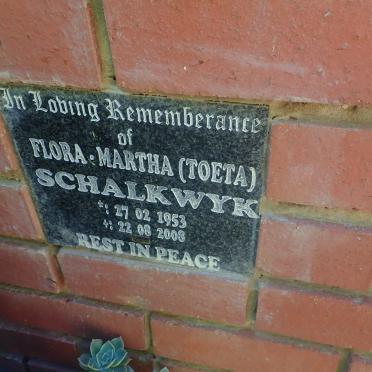 In Loving Rememberance
of
FLORA - MARTHA (TOETA)
SCHALKWYK
*: 27 02 1953
+: 22 08 2008
REST IN PEACE